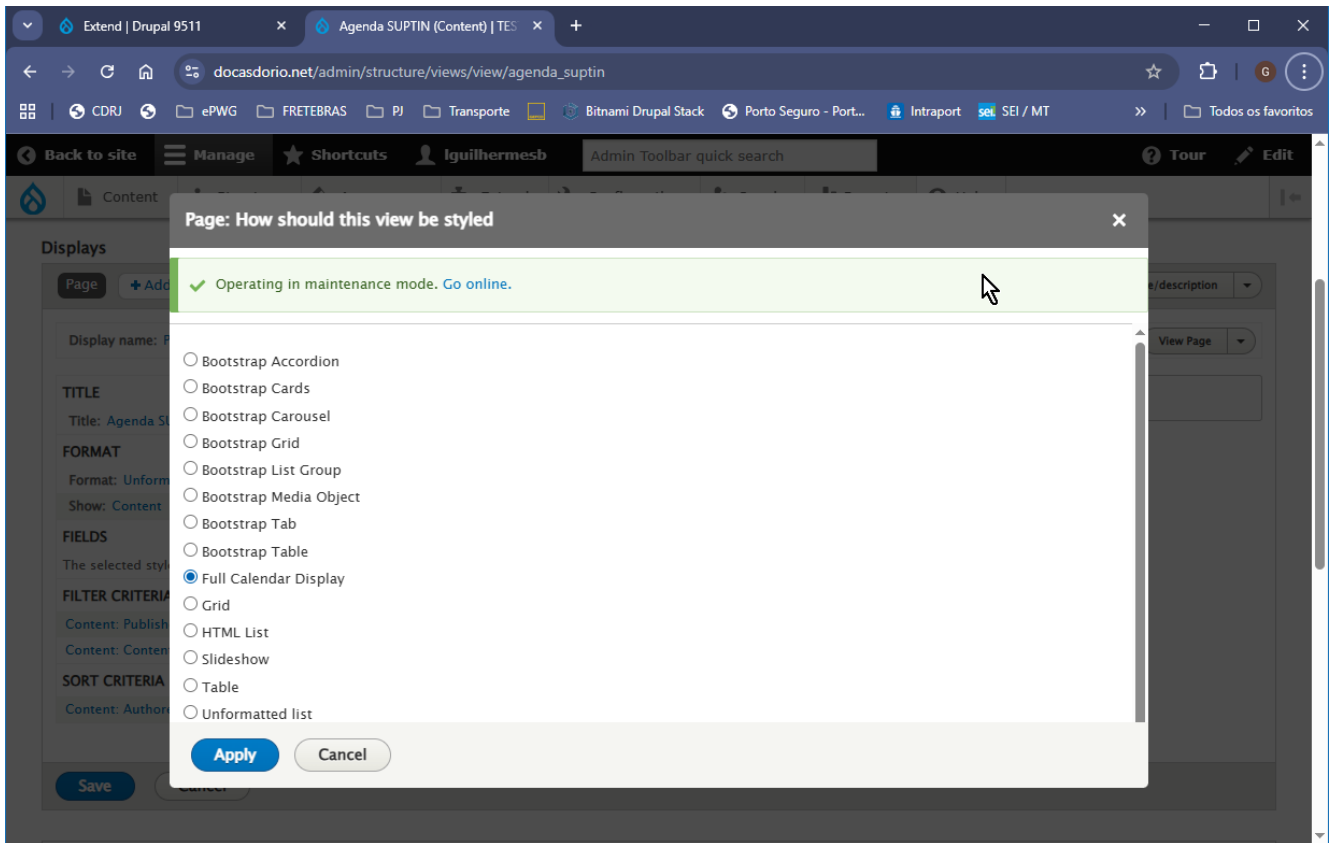 Extend | Drupal 9511
Agenda SUPTIN (Content) | TES
docasdorio.net/admin/structure/views/view/agenda_suptin
G
CDRJ ePWG FRETEBRAS PJ Transporte Bitnami Drupal Stack Porto Seguro - Port... Intraport sei SEI / MT » Todos os favoritos
Back to site Manage Shortcuts lguilhermesb Admin Toolbar quick search Tour Edit
Content
Page: How should this view be styled
Displays
Page + Add e/description
Operating in maintenance mode. Go online.
Display name: P View Page
Bootstrap Accordion
Bootstrap Cards
TITLE
Title: Agenda SU
Bootstrap Carousel
FORMAT
Bootstrap Grid
Format: Unform
Bootstrap List Group
Show: Content
Bootstrap Media Object
FIELDS
Bootstrap Tab
The selected styl
Bootstrap Table
Full Calendar Display
FILTER CRITERIA
Grid
Content: Publish
HTML List
Content: Conten
Slideshow
SORT CRITERIA
Table
Content: Author
Unformatted list
Apply Cancel
Save Cancel